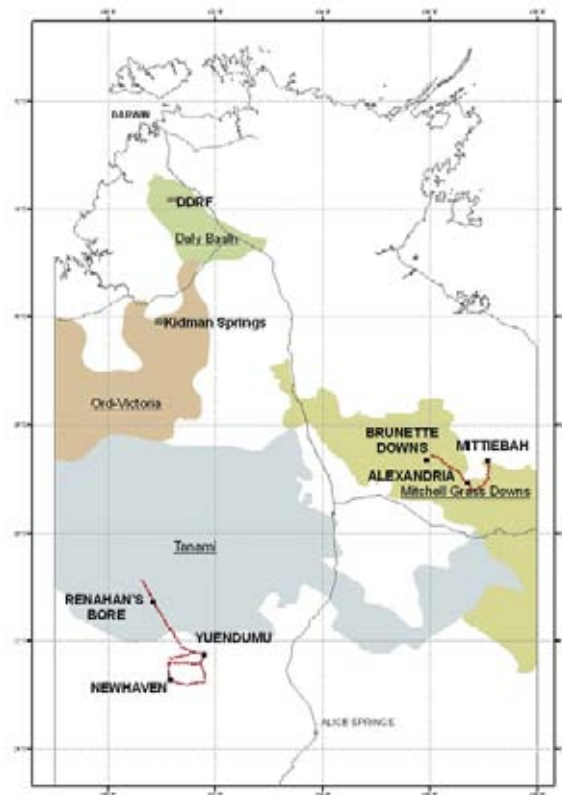 DARWIN
DDRF
Daly Basin
Kidman Springs
Ord-Victoria
BRUNETTE
DOWNS
MITTIEBAH
ALEXANDRIA
Mitchell Grass Downs
Tanami
RENAHAN'S
BORE
YUENDUMU
NEWHAVEN
ALICE SPRINGS